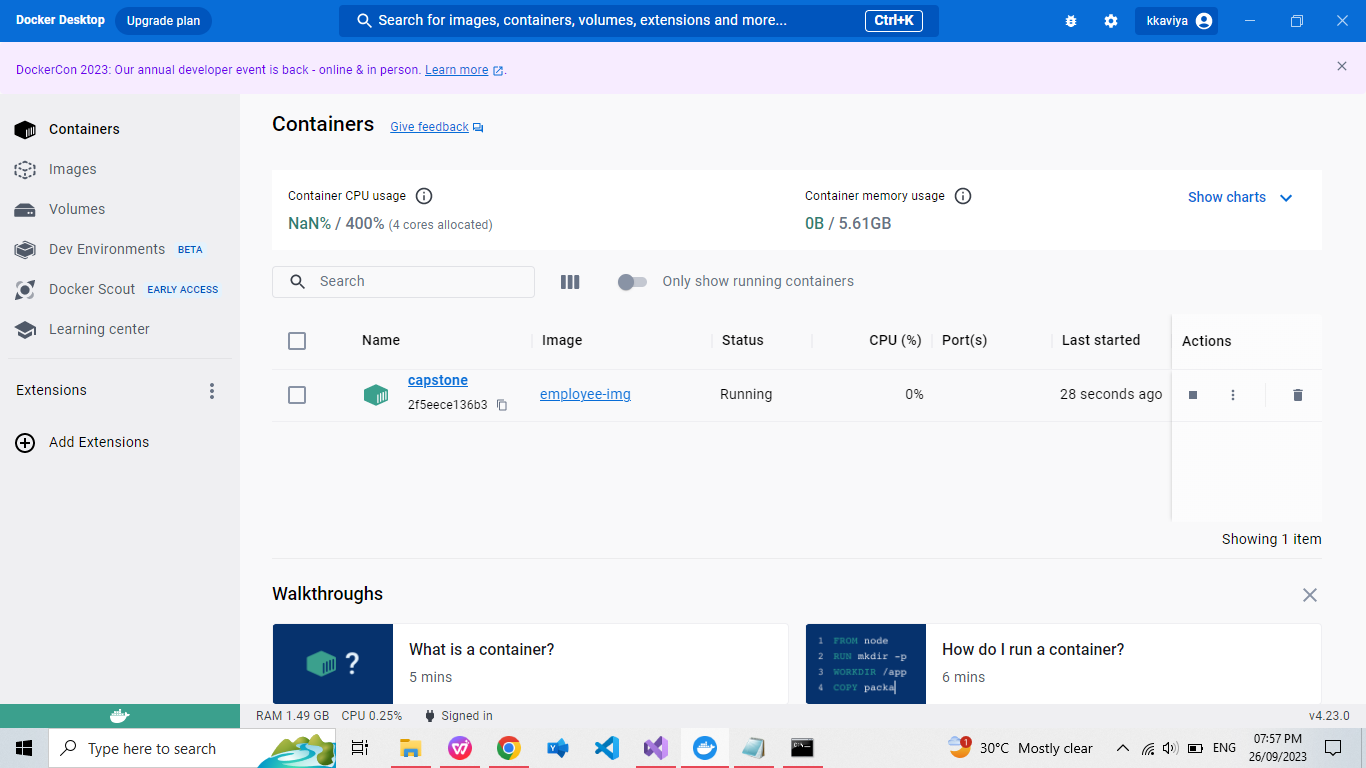 Docker Desktop Upgrade plan Search for images, containers, volumes, extensions and more... Ctrl+K kkaviya
DockerCon 2023: Our annual developer event is back - online & in person. Learn more .
Containers
Images
Volumes
Dev Environments BETA
Docker Scout EARLY ACCESS
Learning center
Extensions
Add Extensions
Containers Give feedback
Container CPU usage
NaN% / 400% (4 cores allocated)
Container memory usage
0B / 5.61GB
Show charts
Search
Only show running containers
Name Image Status CPU (%) Port(s) Last started Actions
capstone
2f5eece136b3
employee-img Running 0% 28 seconds ago
Showing 1 item
Walkthroughs
?
What is a container?
5 mins
1 FROM node
2 RUN mkdir -p
3 WORKDIR /app
4 COPY packa
How do I run a container?
6 mins
RAM 1.49 GB CPU 0.25% Signed in v4.23.0
Type here to search
1
30°C Mostly clear
ENG
07:57 PM
26/09/2023